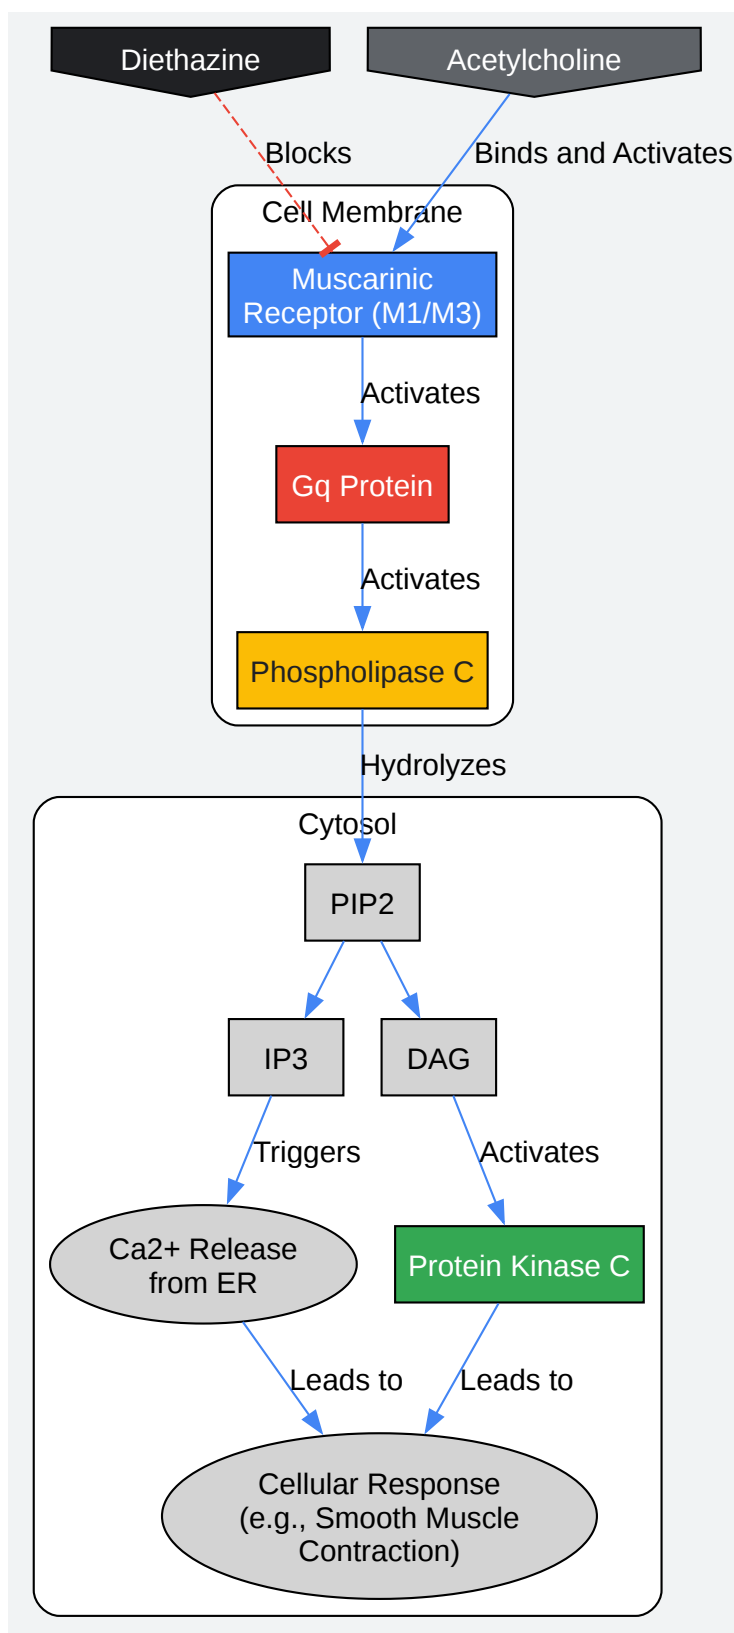 Diethazine
Acetylcholine
Blocks
Binds and Activates
Cell Membrane
Muscarinic
Receptor (M1/M3)
Activates
Gq Protein
Activates
Phospholipase C
Hydrolyzes
Cytosol
PIP2
IP3
DAG
Triggers
Activates
Ca2+ Release
from ER
Protein Kinase C
Leads to
Leads to
Cellular Response
(e.g., Smooth Muscle
Contraction)